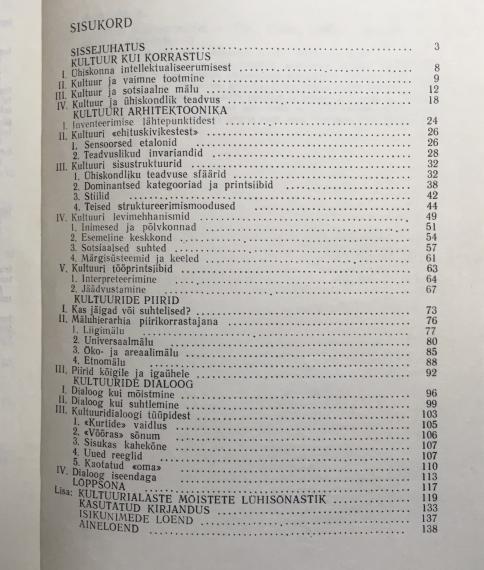 SISUKORD
SISSEJUHATUS 3
KULTUUR KUI KORRASTUS
I. Ühiskonna intellektualiseerumisest 8
II. Kultuur ja vaimne tootmine 9
III. Kultuur ja sotsiaalne mälu 12
IV. Kultuur ja ühiskondlik teadvus 18
KULTUURI ARHITEKTOONIKA
I. Inventeerimise lähtepunktidest 24
II. Kultuuri «ehituskivikestest» 26
1. Sensoorsed etalonid 26
2. Teadvuslikud invariandid 28
III. Kultuuri sisustruktuurid 32
1. Ühiskondliku teadvuse sfäärid 32
2. Dominantsed kategooriad ja printsiibid 38
3. Stiilid 42
4. Teised struktureerimismoodused 44
IV. Kultuuri levimehhanismid 49
1. Inimesed ja põlvkonnad 51
2. Esemeline keskkond 54
3. Sotsiaalsed suhted 57
4. Märgisüsteemid ja keeled 61
V. Kultuuri tööprintsiibid 63
1. Interpreteerimine 64
2. Jäädvustamine 67
KULTUURIDE PIIRID
I. Kas jäigad või suhtelised? 73
II. Mäluhierarhia piirikorrastajana 76
1. Liigimälu 77
2. Universaalmälu 80
3. Öko- ja areaalimälu 85
4. Etnomälu 88
III. Piirid kõigile ja igaühele 92
KULTUURIDE DIALOOG
I. Dialoog kui mõistmine 96
II. Dialoog kui suhtlemine 99
III. Kultuuridialoogi tüüpidest 103
1. «Kurtide» vaidlus 105
2. «Võõras» sõnum 106
3. Sisukas kahekõne 107
4. Uued reeglid 107
5. Kaotatud «oma» 110
IV. Dialoog iseendaga 113
LÕPPSÕNA 117
Lisa: KULTUURIALASTE MÕISTETE LÜHISÕNASTIK 119
KASUTATUD KIRJANDUS 133
ISIKUNIMEDE LOEND 137
AINELOEND 138